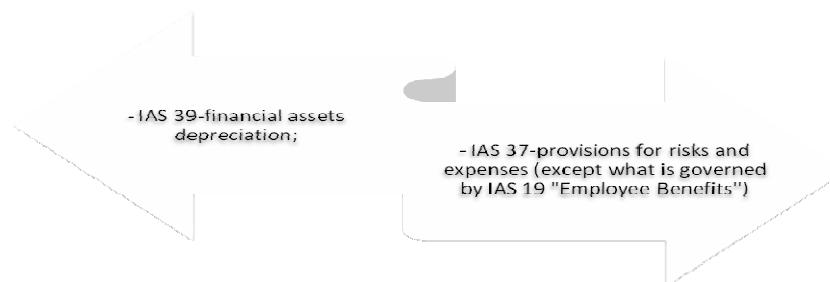 - IAS 39-financial assets
depreciation;
- IAS 37-provisions for risks and
expenses (except what is governed
by IAS 19 "Employee Benefits")